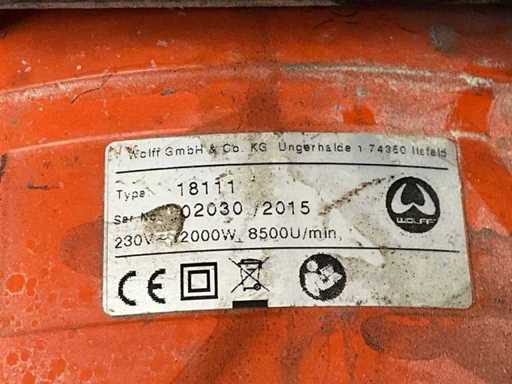 Wolff GmbH & Co. KG Ungerhalde 1 74360 Ilsfeld
Type 18111
Ser No. 02030 /2015
230V~ 2000W 8500U/min.
WOLFF
CE